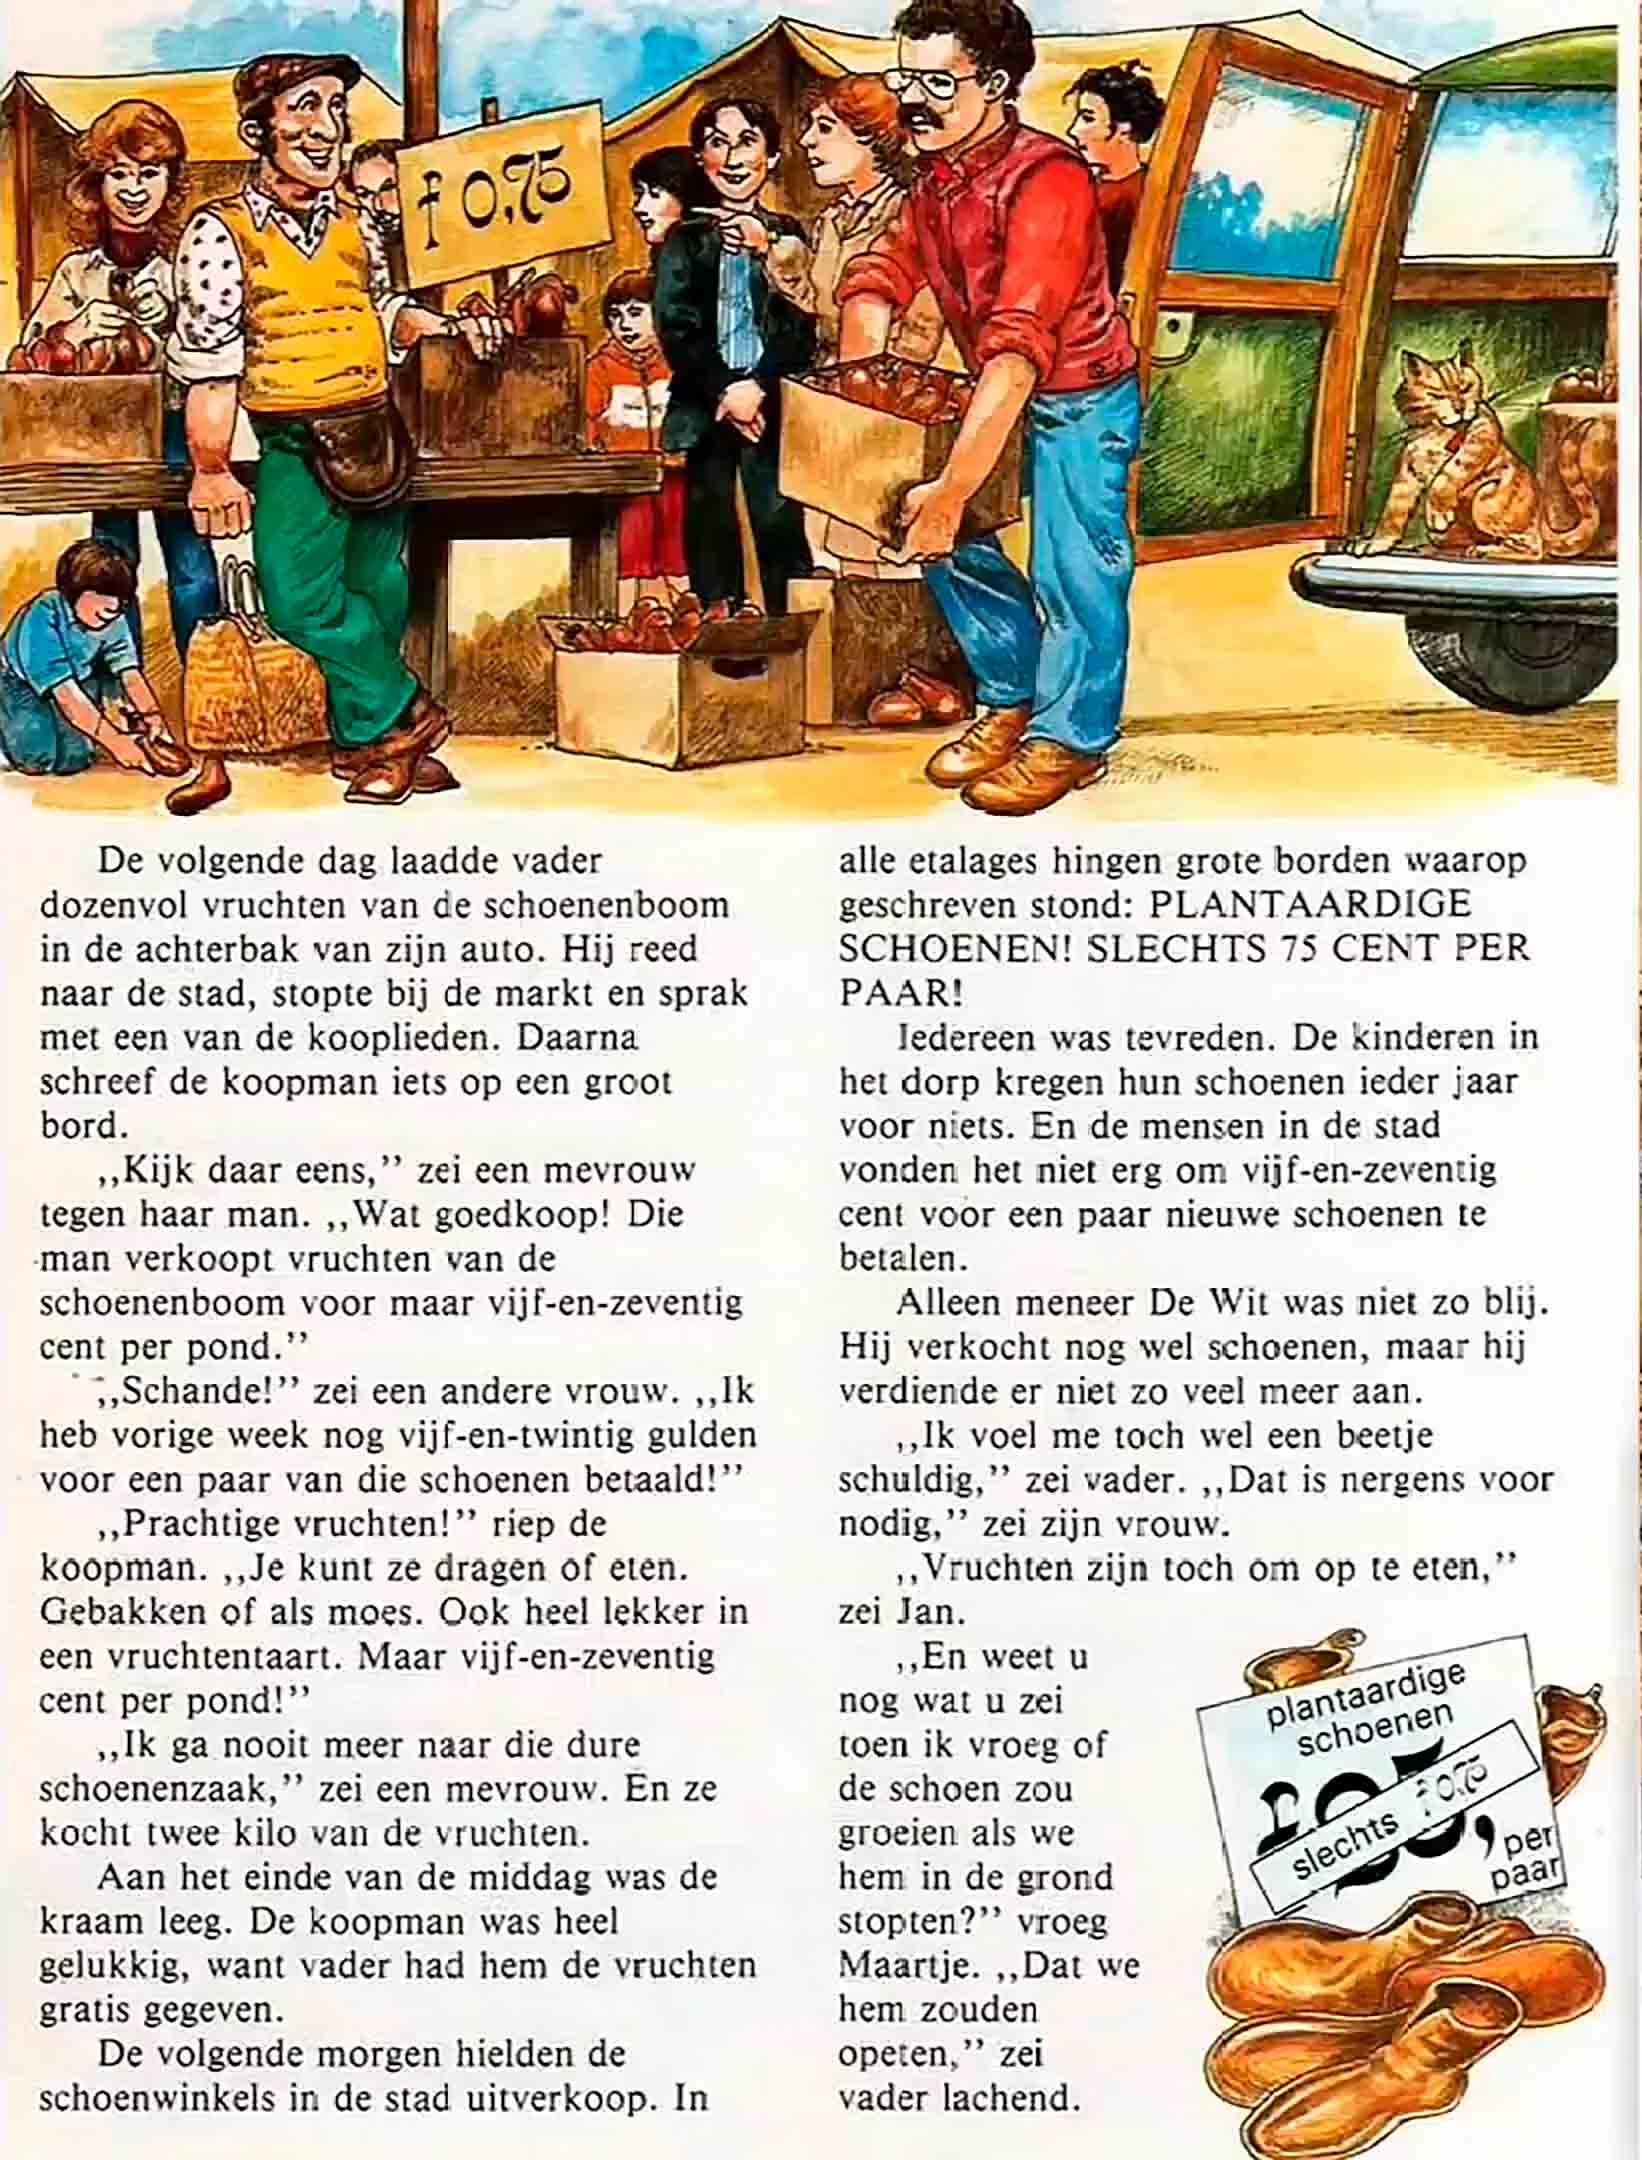 f 0,75
De volgende dag laadde vader
dozenvol vruchten van de schoenenboom
in de achterbak van zijn auto. Hij reed
naar de stad, stopte bij de markt en sprak
met een van de kooplieden. Daarna
schreef de koopman iets op een groot
bord.
,,Kijk daar eens,’’ zei een mevrouw
tegen haar man. ,,Wat goedkoop! Die
man verkoopt vruchten van de
schoenenboom voor maar vijf-en-zeventig
cent per pond.’’
,,Schande!’’ zei een andere vrouw. ,,Ik
heb vorige week nog vijf-en-twintig gulden
voor een paar van die schoenen betaald!’’
,,Prachtige vruchten!’’ riep de
koopman. ,,Je kunt ze dragen of eten.
Gebakken of als moes. Ook heel lekker in
een vruchtentaart. Maar vijf-en-zeventig
cent per pond!’’
,,Ik ga nooit meer naar die dure
schoenenzaak,’’ zei een mevrouw. En ze
kocht twee kilo van de vruchten.
Aan het einde van de middag was de
kraam leeg. De koopman was heel
gelukkig, want vader had hem de vruchten
gratis gegeven.
De volgende morgen hielden de
schoenwinkels in de stad uitverkoop. In
alle etalages hingen grote borden waarop
geschreven stond: PLANTAARDIGE
SCHOENEN! SLECHTS 75 CENT PER
PAAR!
Iedereen was tevreden. De kinderen in
het dorp kregen hun schoenen ieder jaar
voor niets. En de mensen in de stad
vonden het niet erg om vijf-en-zeventig
cent voor een paar nieuwe schoenen te
betalen.
Alleen meneer De Wit was niet zo blij.
Hij verkocht nog wel schoenen, maar hij
verdiende er niet zo veel meer aan.
,,Ik voel me toch wel een beetje
schuldig,’’ zei vader. ,,Dat is nergens voor
nodig,’’ zei zijn vrouw.
,,Vruchten zijn toch om op te eten,’’
zei Jan.
,,En weet u
nog wat u zei
toen ik vroeg of
de schoen zou
groeien als we
hem in de grond
stopten?’’ vroeg
Maartje. ,,Dat we
hem zouden
opeten,’’ zei
vader lachend.
plantaardige
schoenen
slechts f 0,75
per
paar